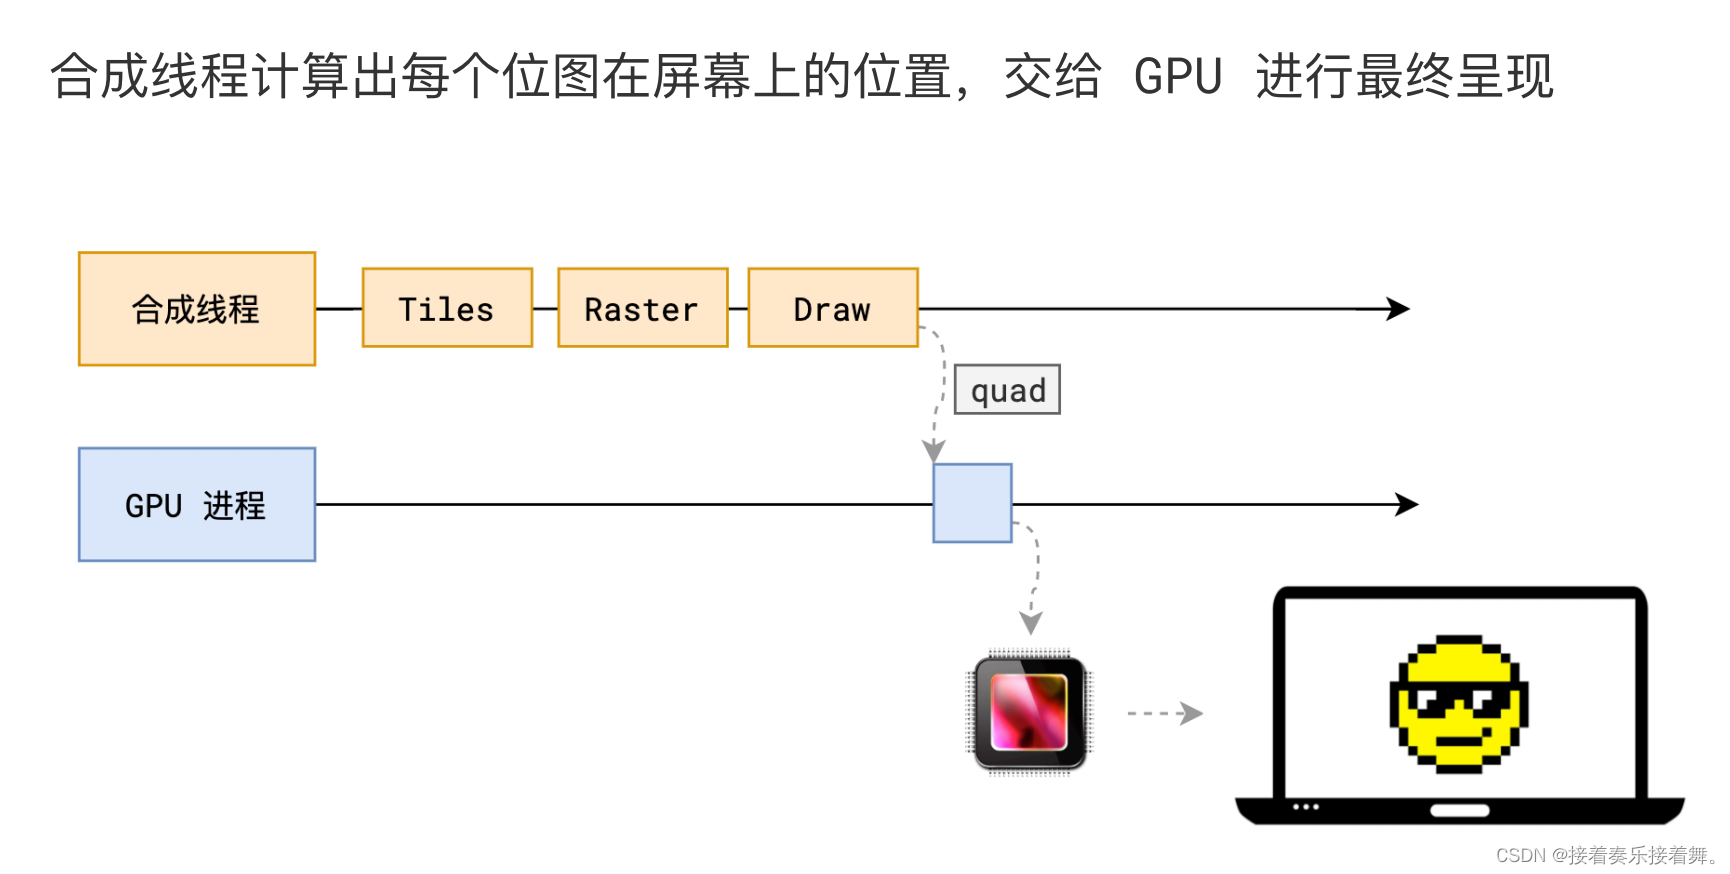 合成线程计算出每个位图在屏幕上的位置，交给 GPU 进行最终呈现
合成线程
Tiles
Raster
Draw
quad
GPU 进程
CSDN @接着奏乐接着舞。